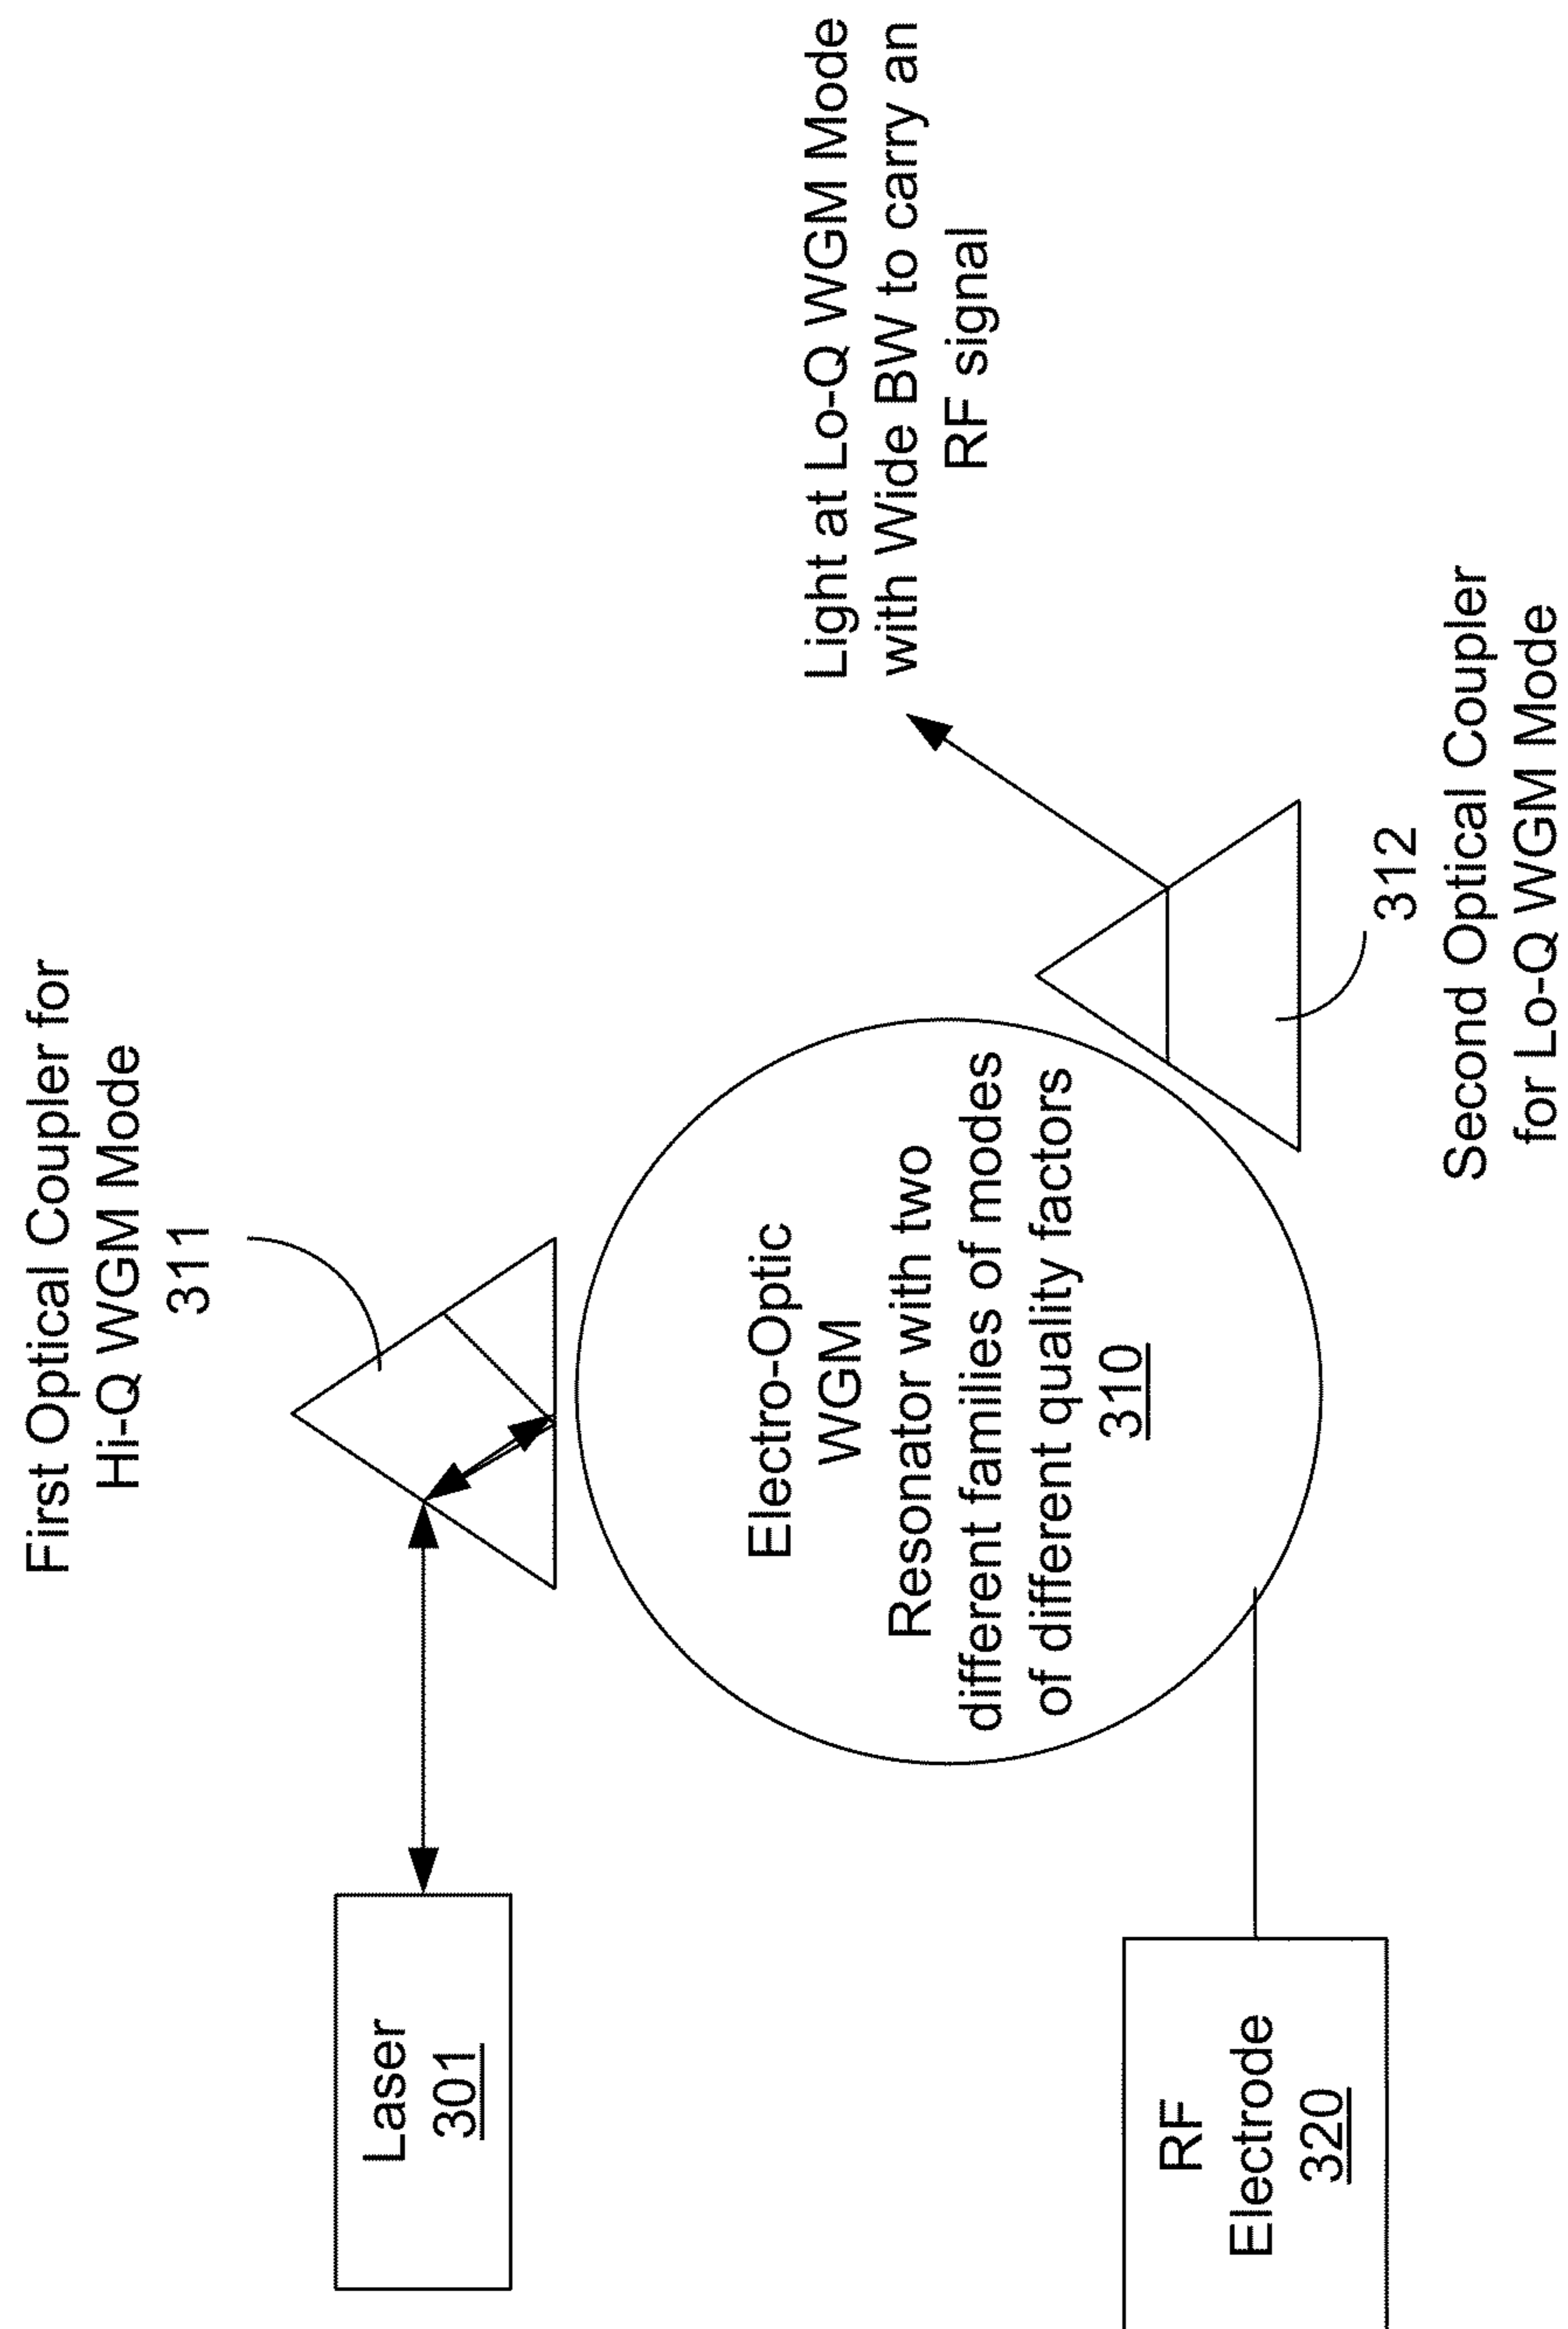 First Optical Coupler for
Hi-Q WGM Mode
311
Laser
301
Light at Lo-Q WGM Mode
with Wide BW to carry an
RF signal
Electro-Optic
WGM
Resonator with two
different families of modes
of different quality factors
310
RF
Electrode
320
312
Second Optical Coupler
for Lo-Q WGM Mode